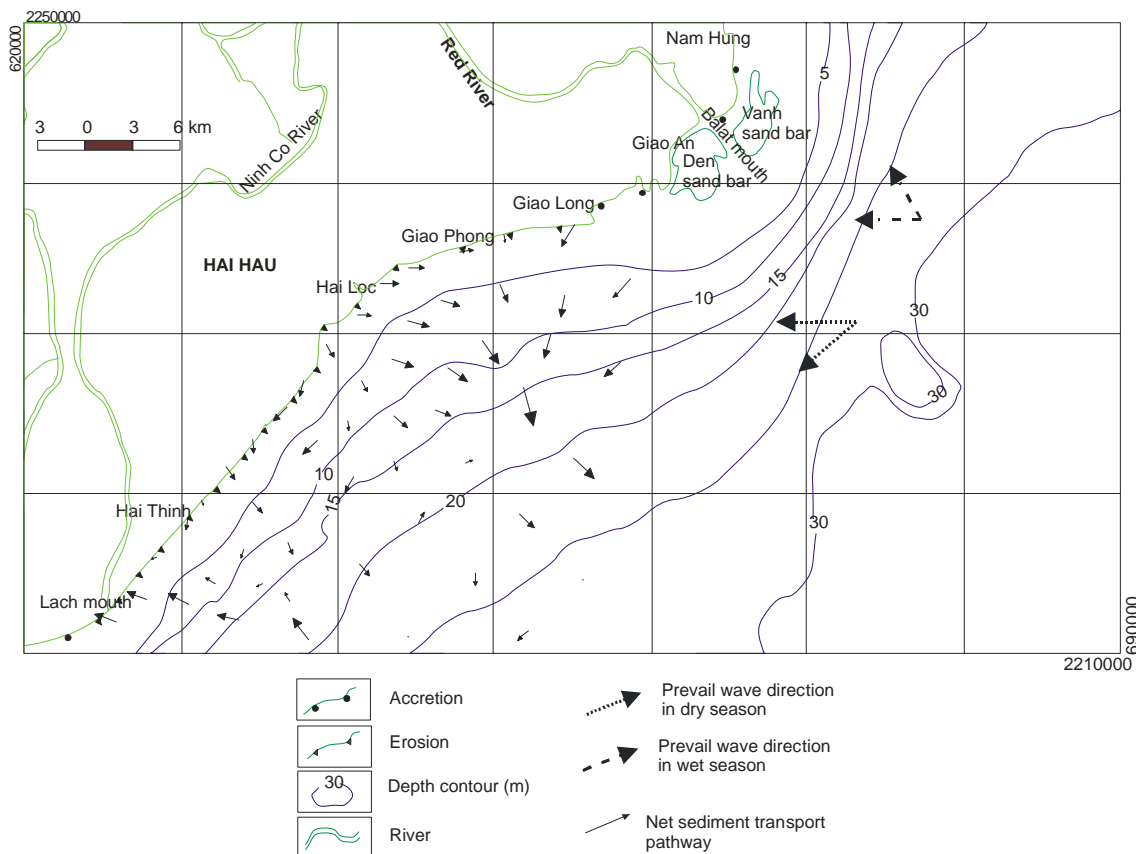 2250000
620000
Nam Hung
Red River
5
3 0 3 6 km
Ninh Co River
Vanh
sand bar
Balat mouth
Giao An
Den
sand bar
Giao Long
Giao Phong
HAI HAU
Hai Loc
15
10
30
30
10
15
20
30
Hai Thinh
Lach mouth
690000
2210000
Accretion
Erosion
30
Depth contour (m)
River
Prevail wave direction
in dry season
Prevail wave direction
in wet season
Net sediment transport
pathway